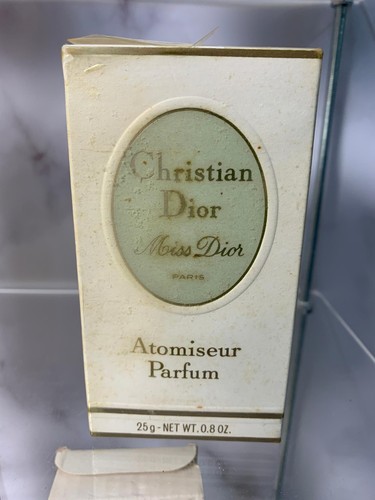 Christian
Dior
Miss Dior
PARIS
Atomiseur
Parfum
25g - NET WT. 0.8 OZ.